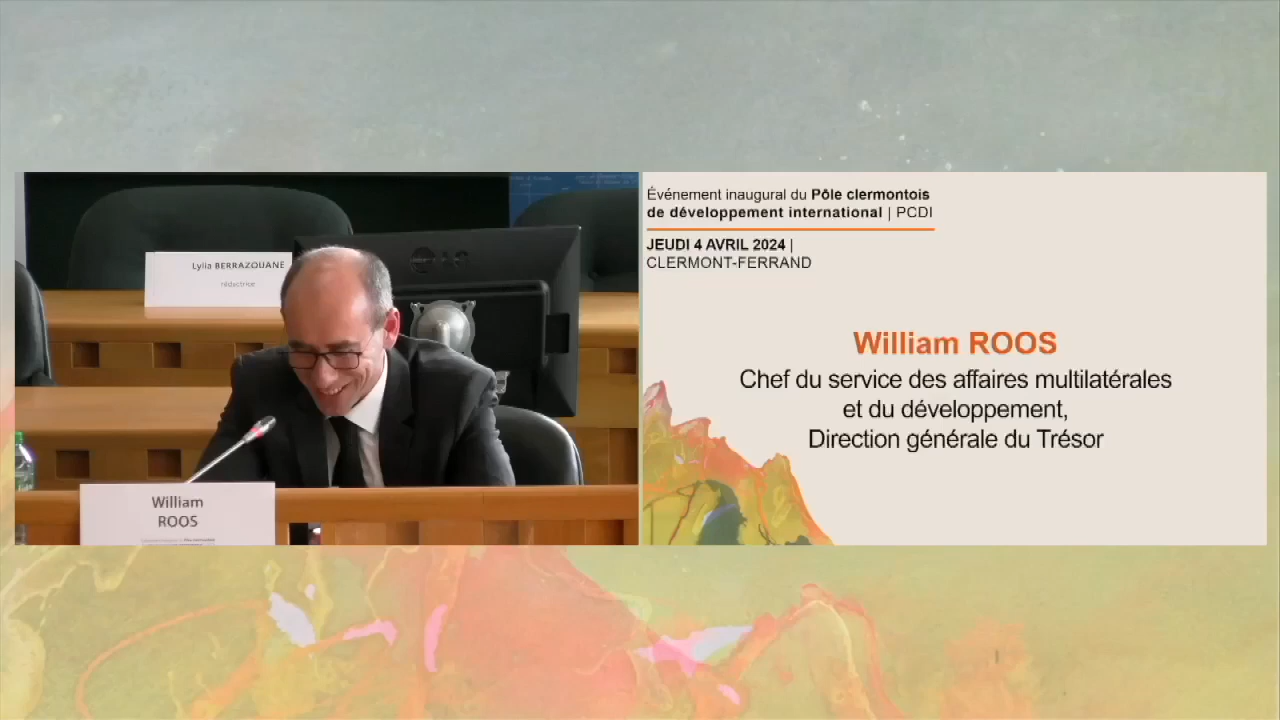 Lylia BERRAZOUANE
rédactrice
William
ROOS
Événement inaugural du Pôle clermontois
de développement international | PCDI
JEUDI 4 AVRIL 2024 |
CLERMONT-FERRAND
William ROOS
Chef du service des affaires multilatérales
et du développement,
Direction générale du Trésor